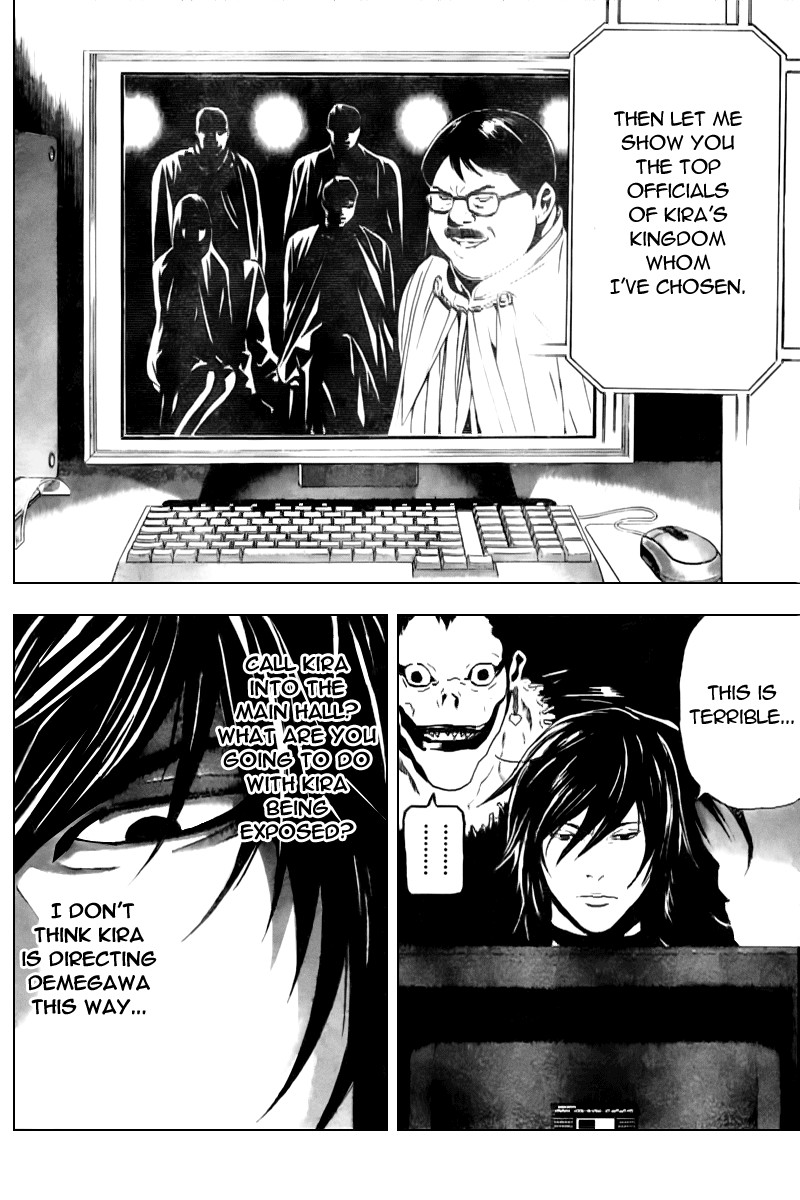 THEN LET ME
SHOW YOU
THE TOP
OFFICIALS
OF KIRA'S
KINGDOM
WHOM
I'VE CHOSEN.
THIS IS
TERRIBLE...
CALL KIRA
INTO THE
MAIN HALL?
WHAT ARE YOU
GOING TO DO
WITH KIRA
BEING
EXPOSED?
I DON'T
THINK KIRA
IS DIRECTING
DEMEGAWA
THIS WAY...